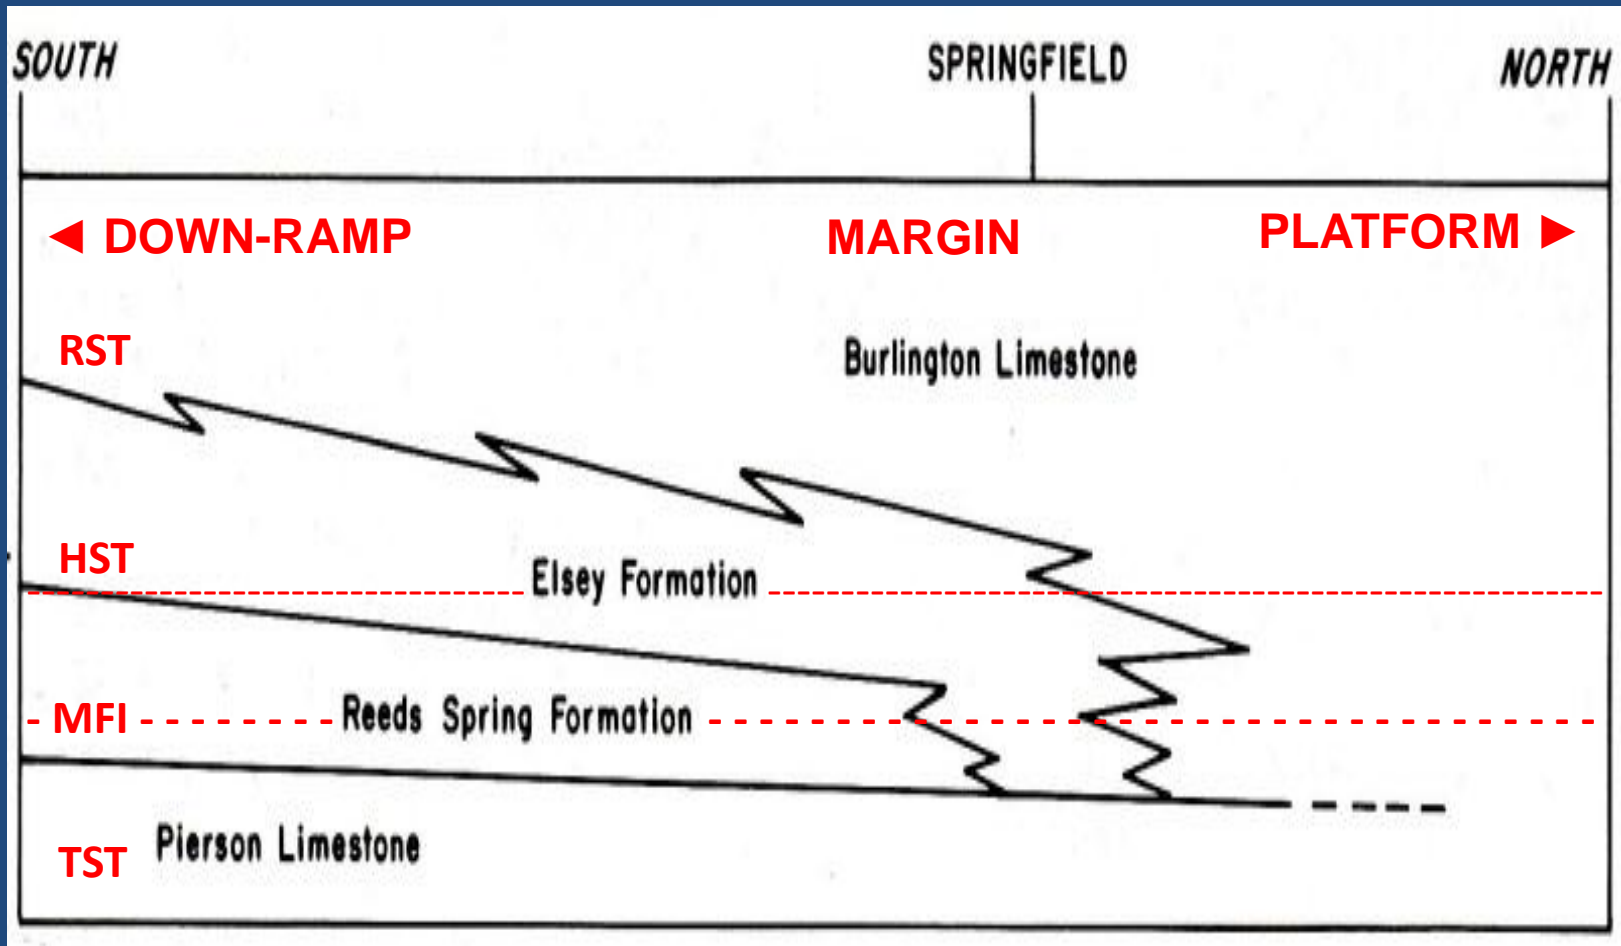 SOUTH
SPRINGFIELD
NORTH
◄ DOWN-RAMP
MARGIN
PLATFORM ►
RST
Burlington Limestone
HST
Elsey Formation
MFI
Reeds Spring Formation
TST
Pierson Limestone